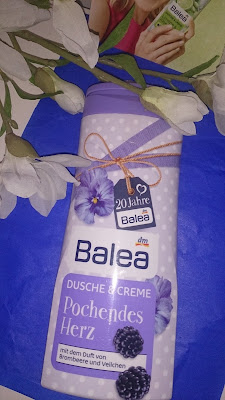 Balea
20 Jahre
Balea
dm
Balea
DUSCHE & CREME
Pochendes
Herz
mit dem Duft von
Brombeere und Veilchen